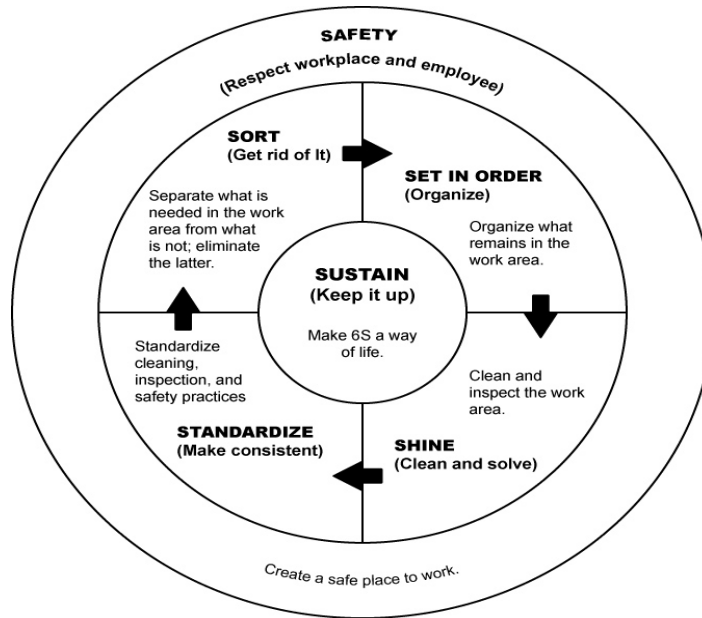 SAFETY
(Respect workplace and employee)
SORT
(Get rid of It)
Separate what is
needed in the work
area from what
is not; eliminate
the latter.
SET IN ORDER
(Organize)
Organize what
remains in the
work area.
SUSTAIN
(Keep it up)
Make 6S a way
of life.
Clean and
inspect the work
area.
SHINE
(Clean and solve)
Standardize
cleaning,
inspection, and
safety practices
STANDARDIZE
(Make consistent)
Create a safe place to work.